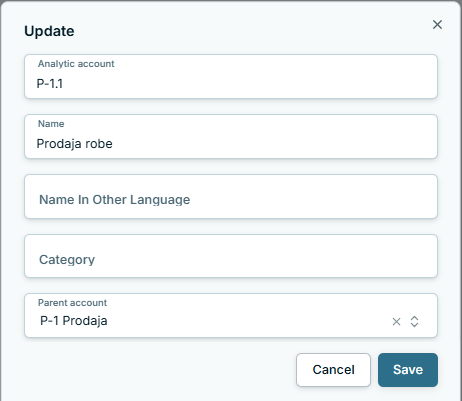 Update
Analytic account
P-1.1
Name
Prodaja robe
Name In Other Language
Category
Parent account
P-1 Prodaja
Cancel Save